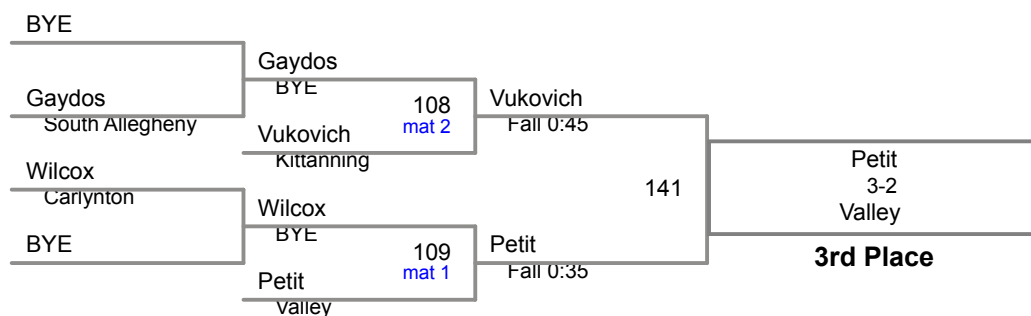 BYE
Gaydos
South Allegheny
Wilcox
Carlynton
BYE
Gaydos
BYE
108
mat 2
Vukovich
Kittanning
Wilcox
BYE
109
mat 1
Petit
Valley
Vukovich
Fall 0:45
141
Petit
Fall 0:35
Petit
3-2
Valley
3rd Place